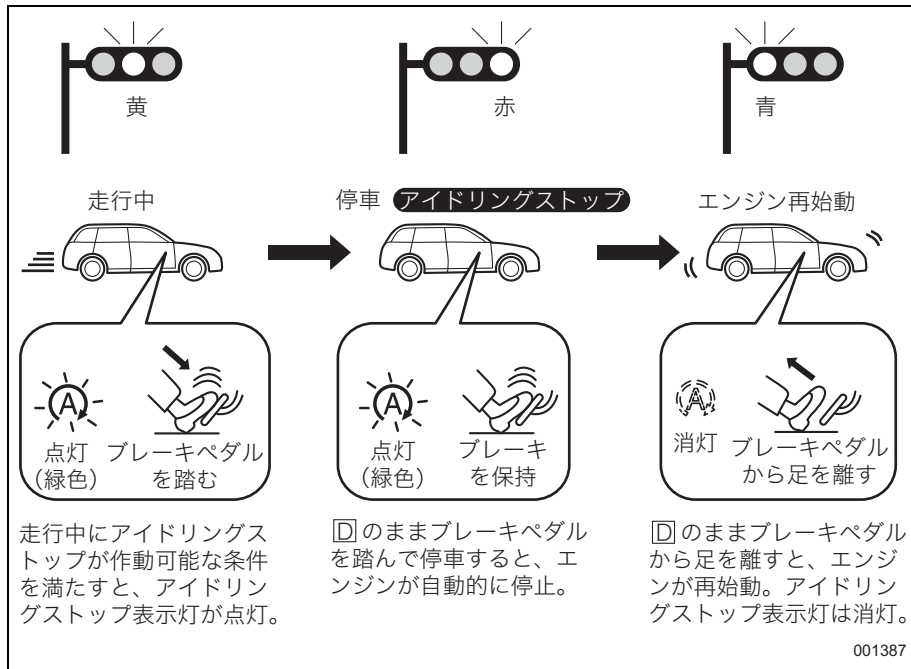 黄
赤
青
走行中
停車 アイドリングストップ
エンジン再始動
A
点灯
(緑色)
ブレーキペダル
を踏む
A
点灯
(緑色)
ブレーキ
を保持
A
消灯
ブレーキペダル
から足を離す
走行中にアイドリングス
トップが作動可能な条件
を満たすと、アイドリン
グストップ表示灯が点灯。
Dのままブレーキペダル
を踏んで停車すると、エ
ンジンが自動的に停止。
Dのままブレーキペダル
から足を離すと、エンジ
ンが再始動。アイドリン
グストップ表示灯は消灯。
001387